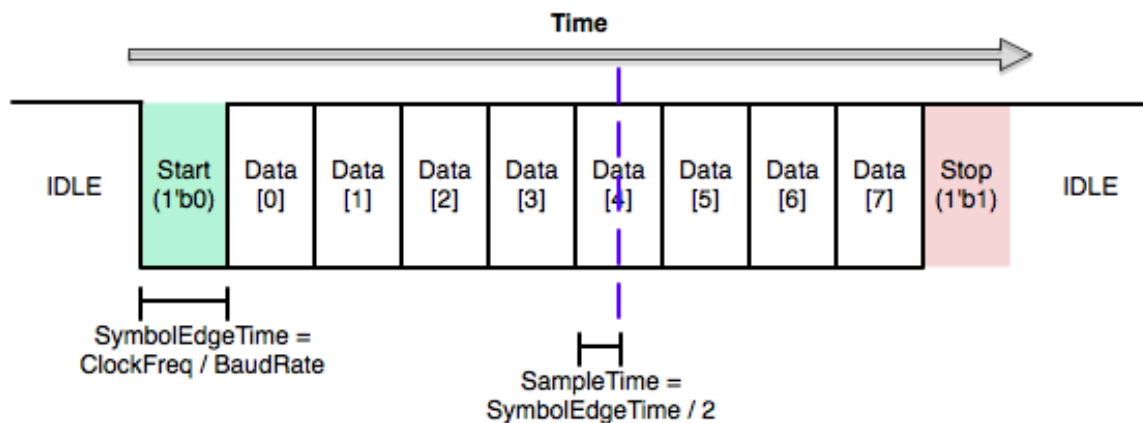 Time
IDLE
Start
(1'b0)
Data
[0]
Data
[1]
Data
[2]
Data
[3]
Data
[4]
Data
[5]
Data
[6]
Data
[7]
Stop
(1'b1)
IDLE
SymbolEdgeTime =
ClockFreq / BaudRate
SampleTime =
SymbolEdgeTime / 2